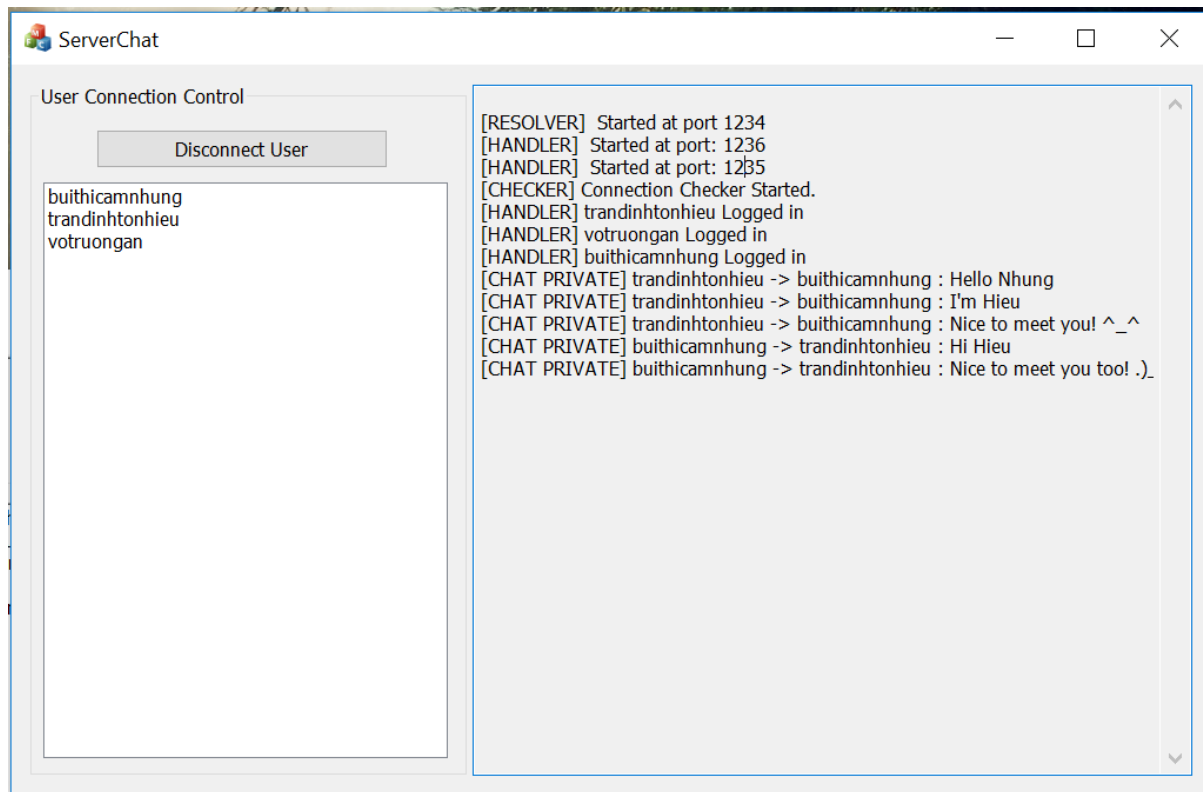 ServerChat
User Connection Control
Disconnect User
buithicamnhung
trandinhtonhieu
votruongan
[RESOLVER]  Started at port 1234
[HANDLER]  Started at port: 1236
[HANDLER]  Started at port: 1235
[CHECKER] Connection Checker Started.
[HANDLER] trandinhtonhieu Logged in
[HANDLER] votruongan Logged in
[HANDLER] buithicamnhung Logged in
[CHAT PRIVATE] trandinhtonhieu -> buithicamnhung : Hello Nhung
[CHAT PRIVATE] trandinhtonhieu -> buithicamnhung : I'm Hieu
[CHAT PRIVATE] trandinhtonhieu -> buithicamnhung : Nice to meet you! ^_^
[CHAT PRIVATE] buithicamnhung -> trandinhtonhieu : Hi Hieu
[CHAT PRIVATE] buithicamnhung -> trandinhtonhieu : Nice to meet you too! .)_